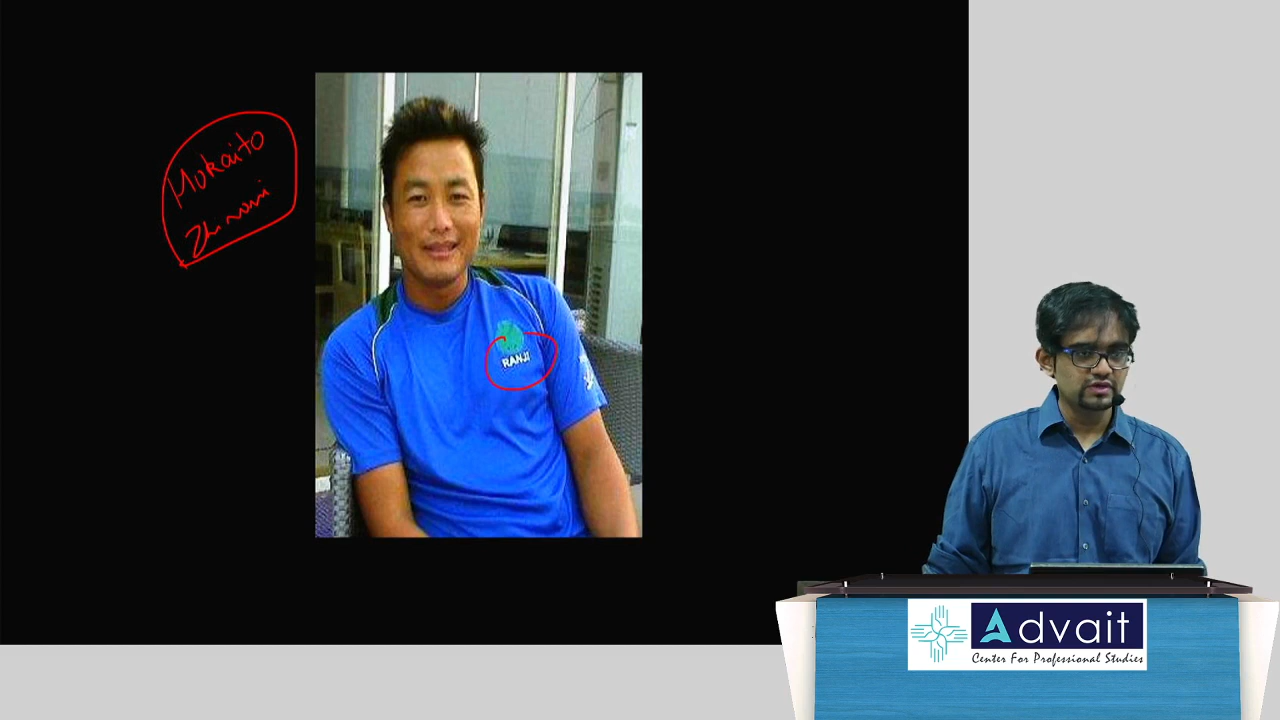 Hokaito
Zhimomi
RANJI
Advait
Center For Professional Studies